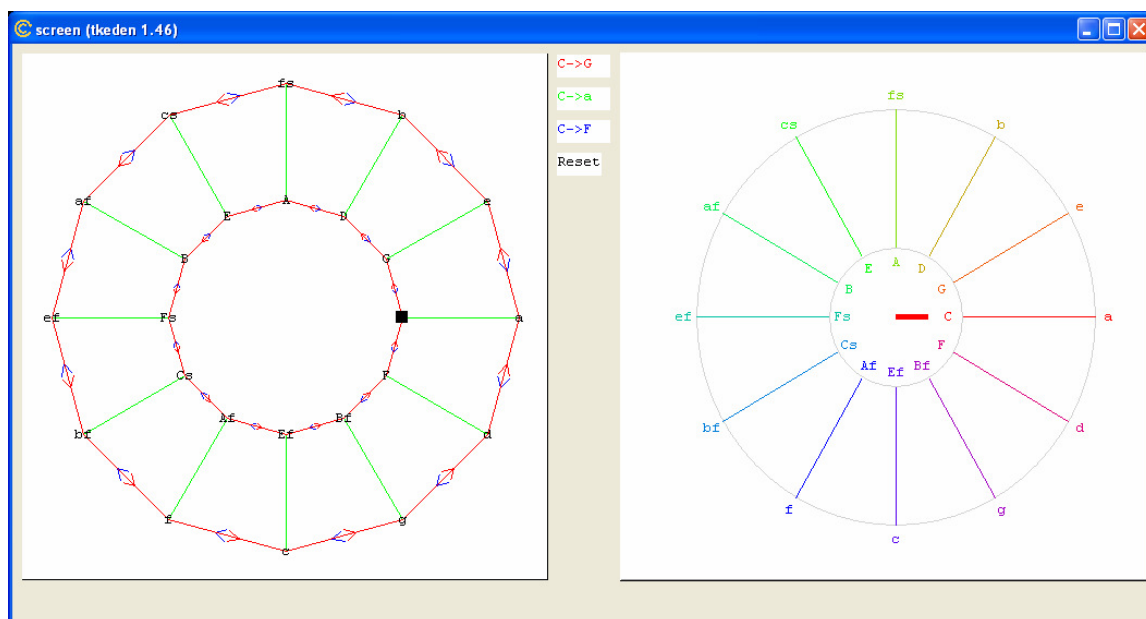 screen (tkeden 1.46)
fs
cs b
af e
E A D
B G
ef Fs a
Cs F
Af Ef Bf
bf d
f g
c
C->G
C->a
C->F
Reset
fs
cs b
af e
E A D
B G
ef Fs C a
Cs F
Af Ef Bf
bf d
f g
c